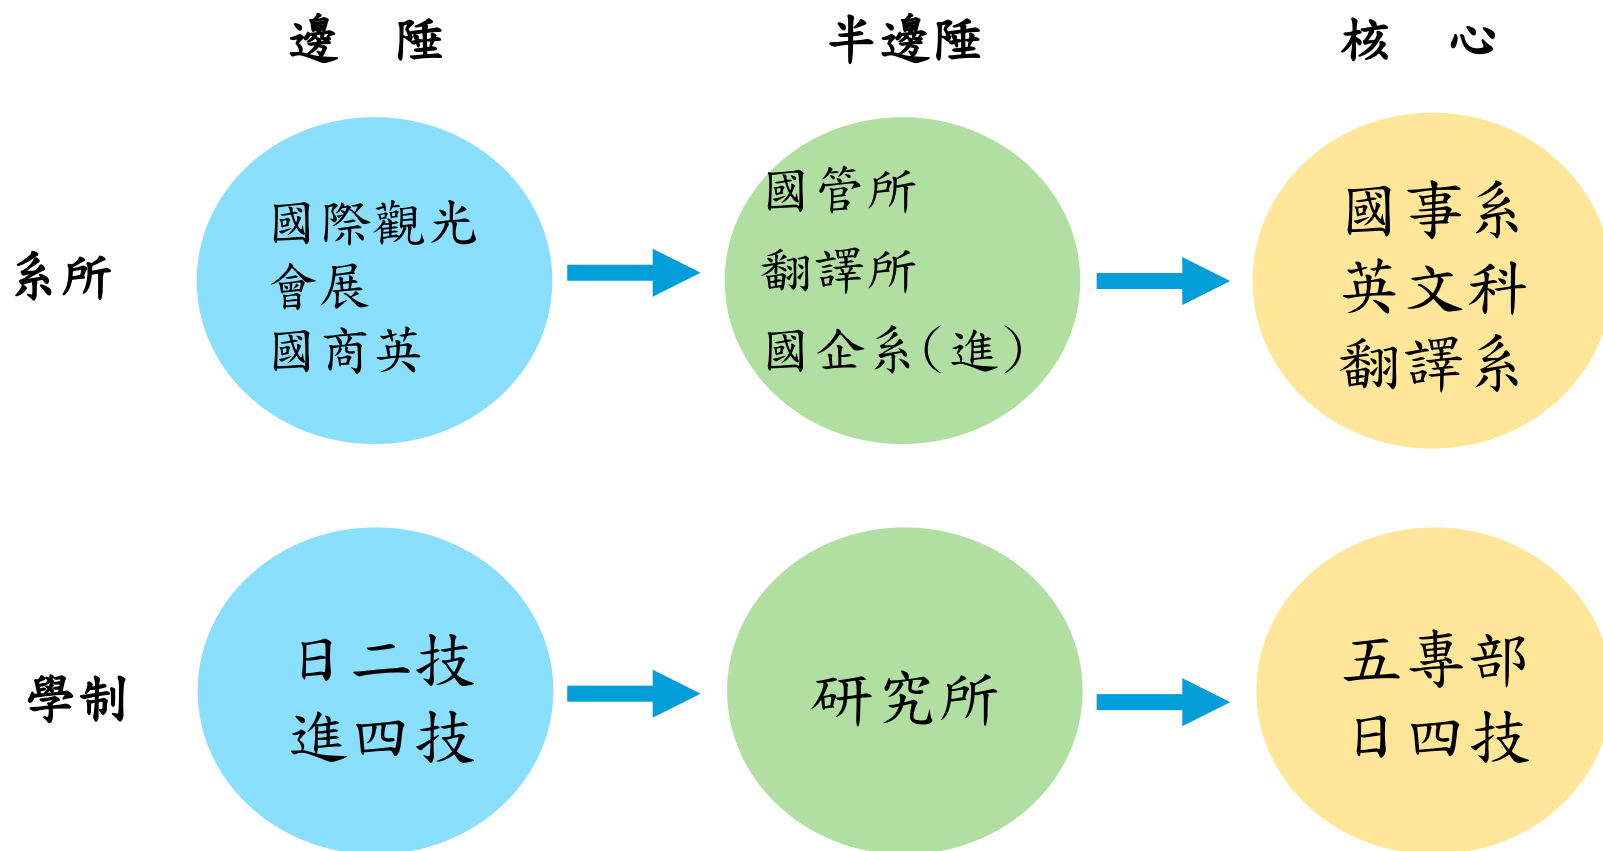 邊 陲
半邊陲
核 心
系所
國際觀光
會展
國商英
國管所
翻譯所
國企系(進)
國事系
英文科
翻譯系
學制
日二技
進四技
研究所
五專部
日四技